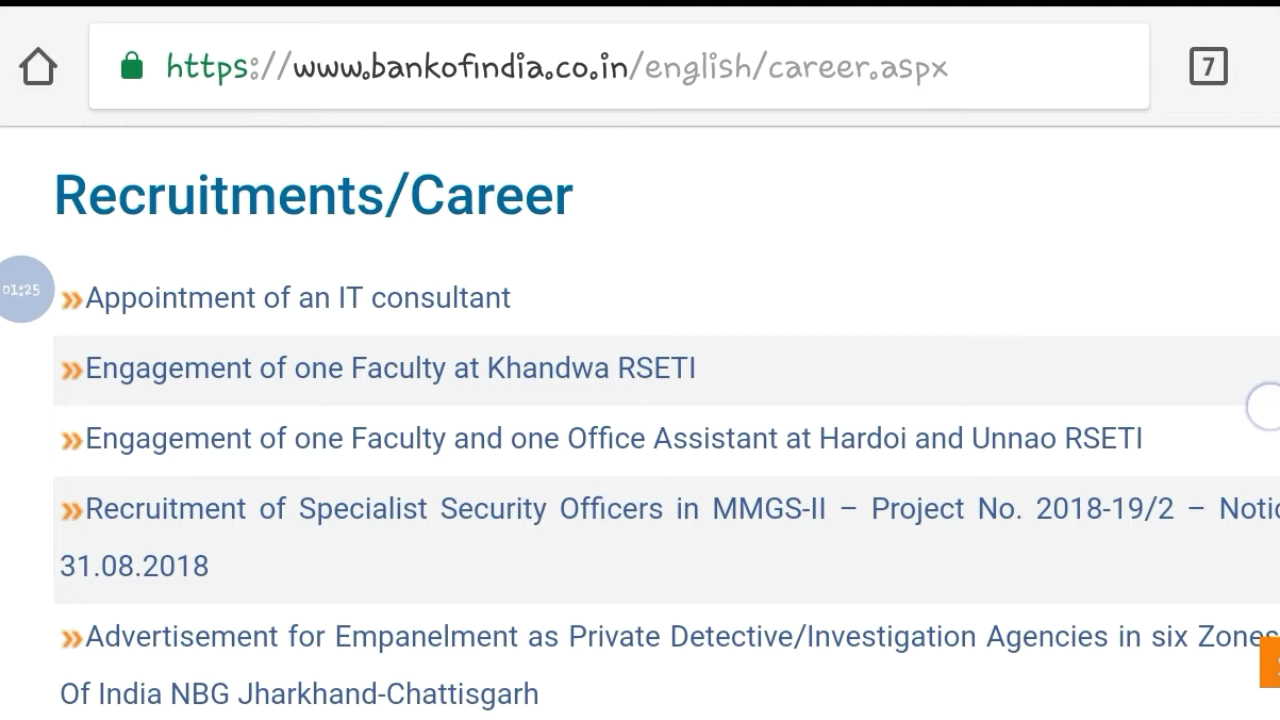 https://www.bankofindia.co.in/english/career.aspx
7
Recruitments/Career
01:25
»Appointment of an IT consultant
»Engagement of one Faculty at Khandwa RSETI
»Engagement of one Faculty and one Office Assistant at Hardoi and Unnao RSETI
»Recruitment of Specialist Security Officers in MMGS-II – Project No. 2018-19/2 –
31.08.2018
»Advertisement for Empanelment as Private Detective/Investigation Agencies in six Zones
Of India NBG Jharkhand-Chattisgarh